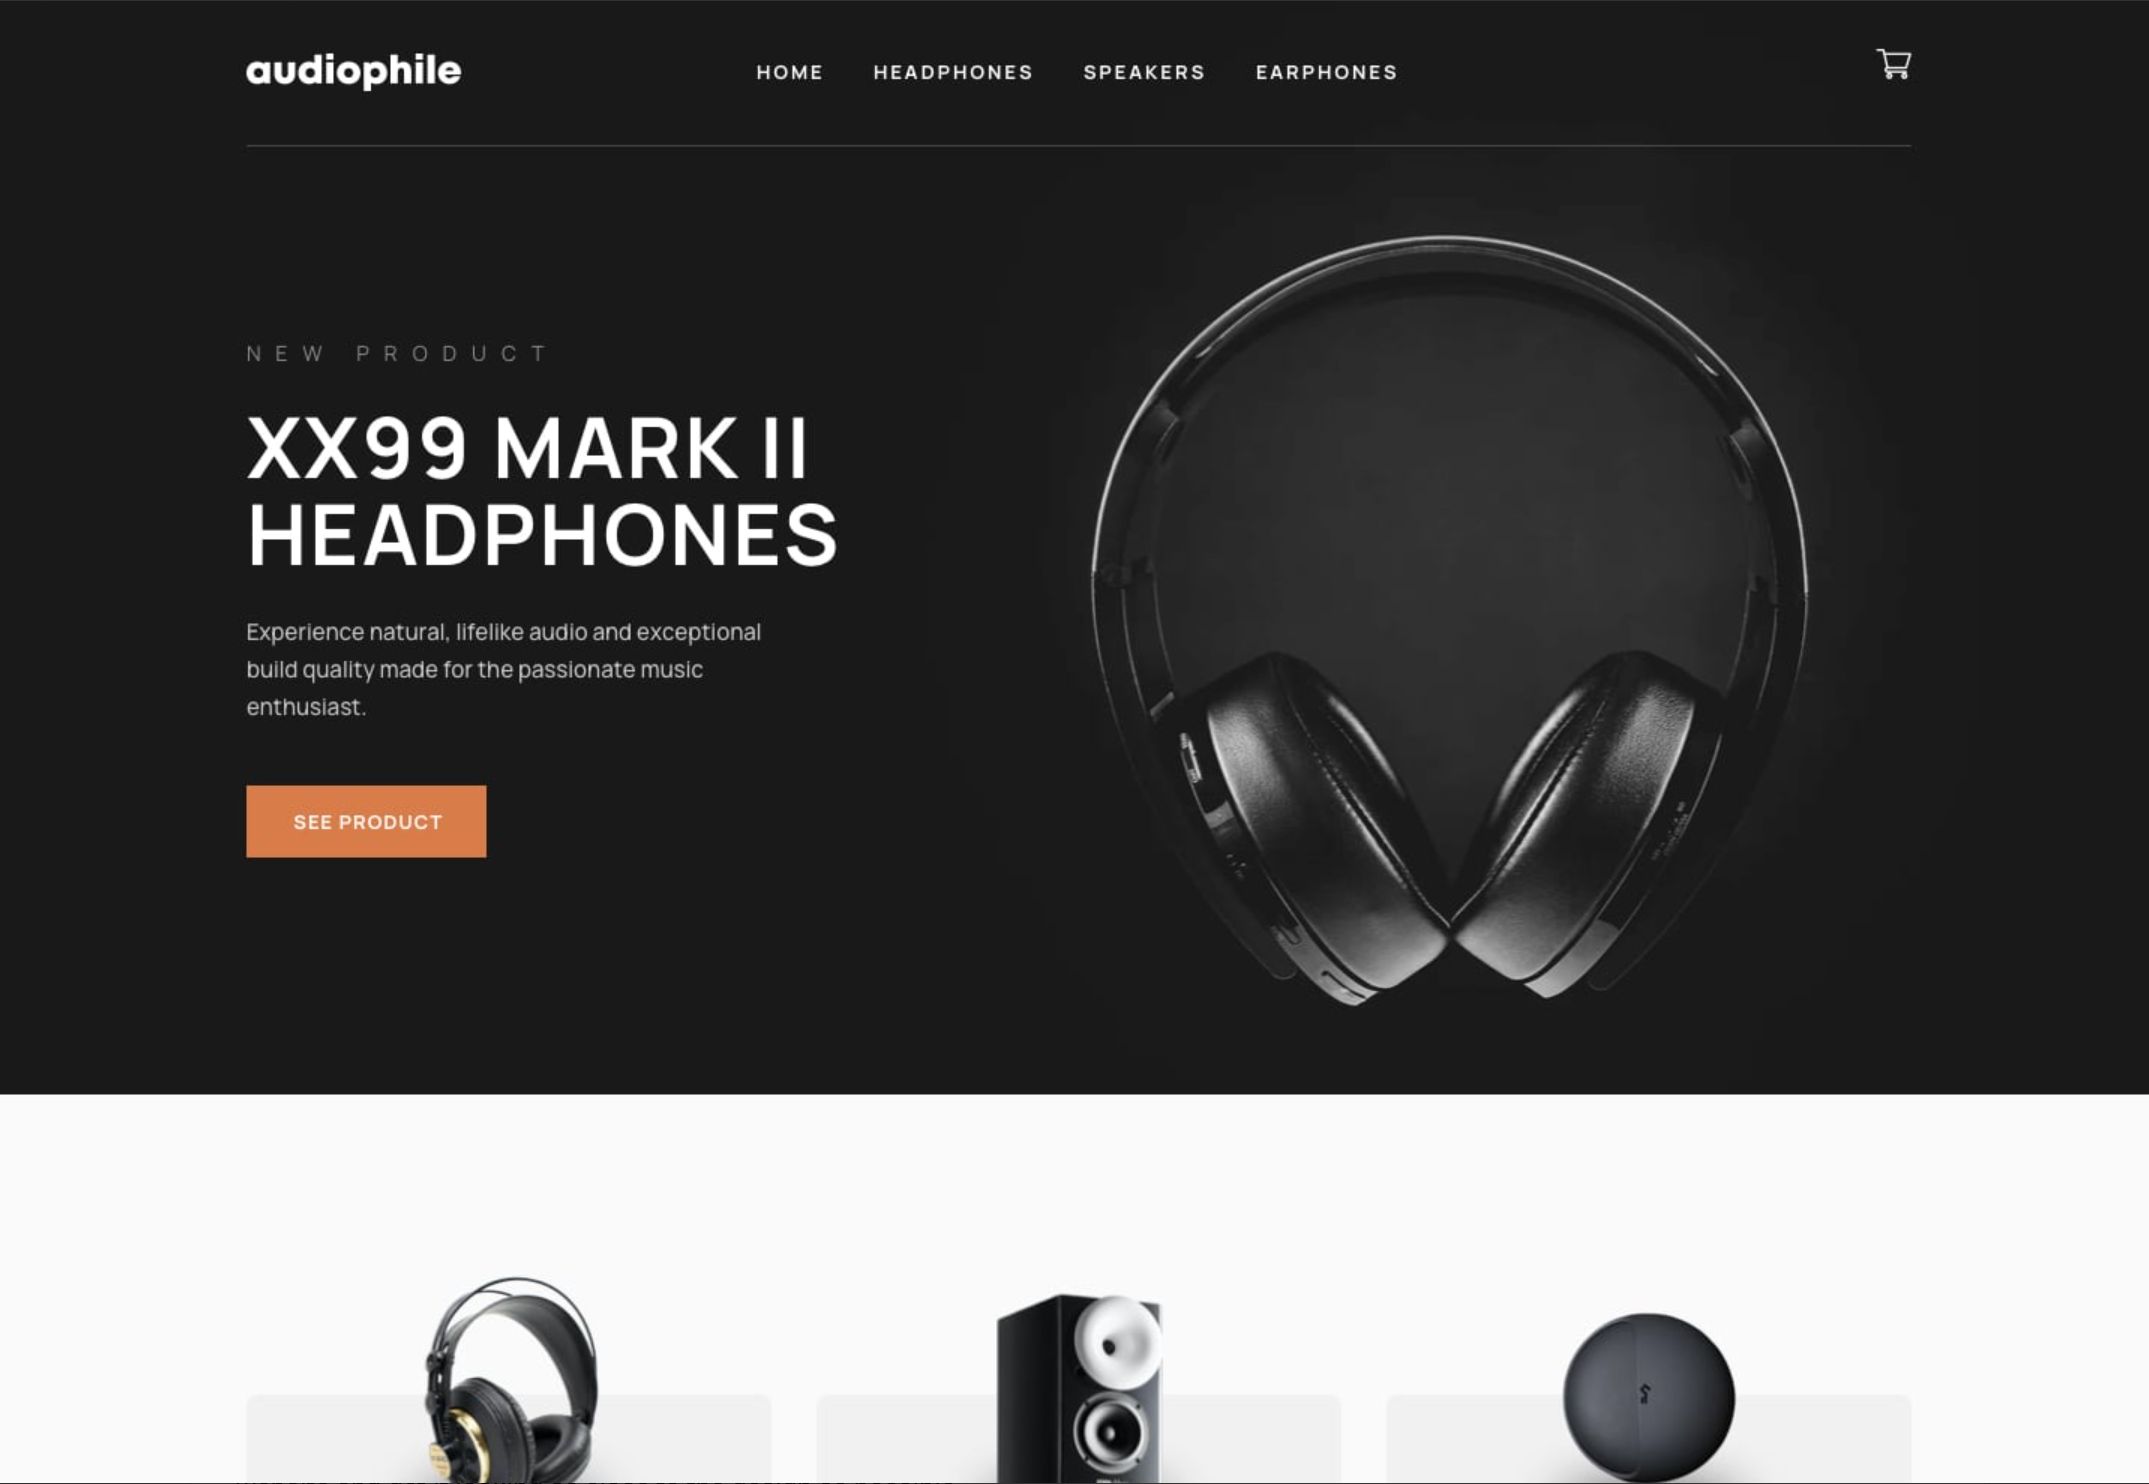 audiophile
HOME HEADPHONES SPEAKERS EARPHONES
NEW PRODUCT
XX99 MARK II
HEADPHONES
Experience natural, lifelike audio and exceptional
build quality made for the passionate music
enthusiast.
SEE PRODUCT